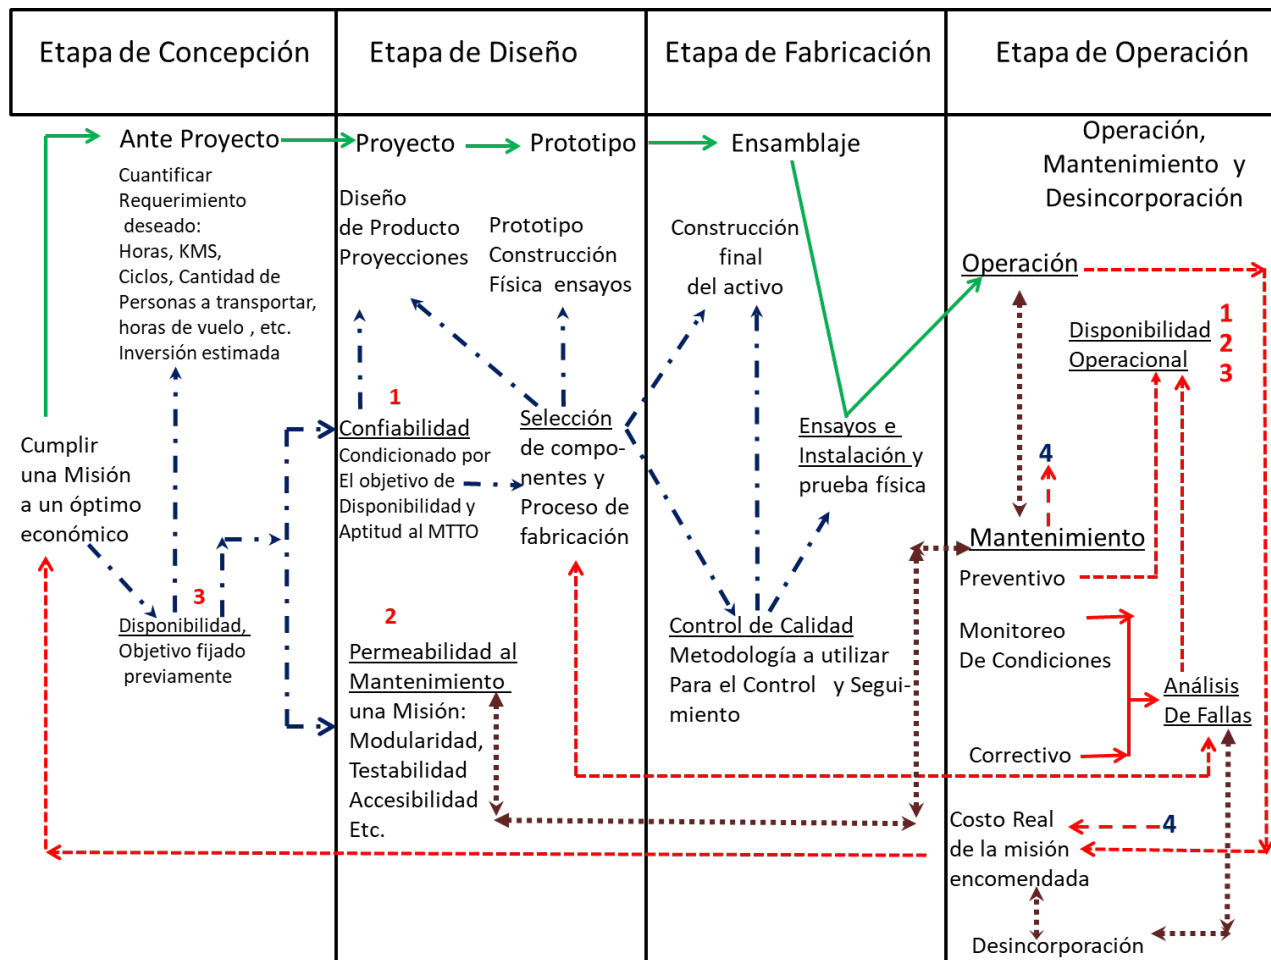 Etapa de Concepción
Etapa de Diseño
Etapa de Fabricación
Etapa de Operación
Ante Proyecto
Cuantificar
Requerimiento
deseado:
Horas, KMS,
Ciclos, Cantidad de
Personas a transportar,
horas de vuelo , etc.
Inversión estimada
Cumplir
una Misión
a un óptimo
económico
3
Disponibilidad,
Objetivo fijado
previamente
Proyecto
Prototipo
Diseño
de Producto
Proyecciones
Prototipo
Construcción
Física ensayos
1
Confiabilidad
Condicionado por
El objetivo de
Disponibilidad y
Aptitud al MTTO
Selección
de compo-
nentes y
Proceso de
fabricación
2
Permeabilidad al
Mantenimiento
una Misión:
Modularidad,
Testabilidad
Accesibilidad
Etc.
Ensamblaje
Construcción
final
del activo
Ensayos e
Instalación y
prueba física
Control de Calidad
Metodología a utilizar
Para el Control y Segui-
miento
Operación,
Mantenimiento y
Desincorporación
Operación
Disponibilidad
Operacional
1
2
3
4
Mantenimiento
Preventivo
Monitoreo
De Condiciones
Análisis
De Fallas
Correctivo
Costo Real
de la misión
encomendada
4
Desincorporación